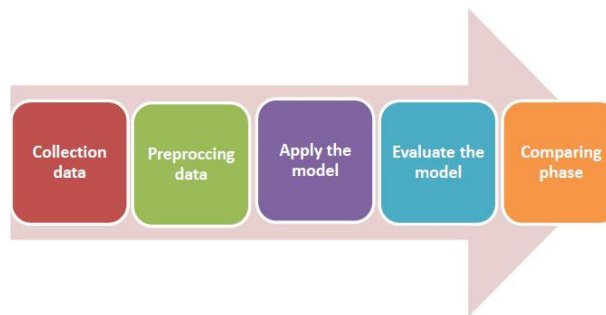 Collection
data
Preproccing
data
Apply the
model
Evaluate the
model
Comparing
phase